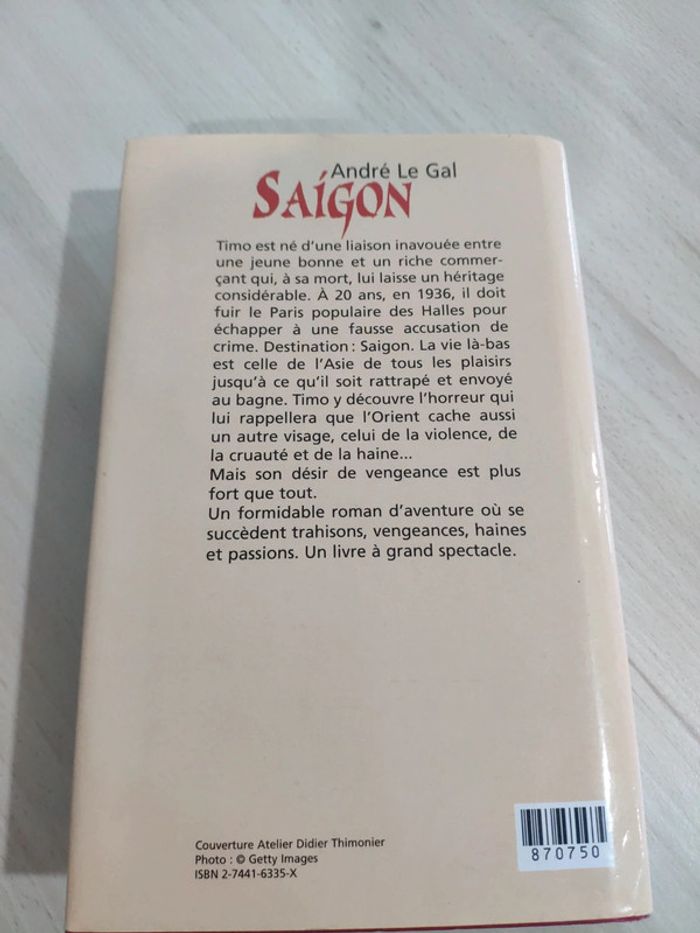 André Le Gal
SAÍGON
Timo est né d'une liaison inavouée entre
une jeune bonne et un riche commer-
çant qui, à sa mort, lui laisse un héritage
considérable. À 20 ans, en 1936, il doit
fuir le Paris populaire des Halles pour
échapper à une fausse accusation de
crime. Destination : Saigon. La vie là-bas
est celle de l'Asie de tous les plaisirs
jusqu'à ce qu'il soit rattrapé et envoyé
au bagne. Timo y découvre l'horreur qui
lui rappellera que l'Orient cache aussi
un autre visage, celui de la violence, de
la cruauté et de la haine...
Mais son désir de vengeance est plus
fort que tout.
Un formidable roman d'aventure où se
succèdent trahisons, vengeances, haines
et passions. Un livre à grand spectacle.
Couverture Atelier Didier Thimonier
Photo : © Getty Images
ISBN 2-7441-6335-X
870750